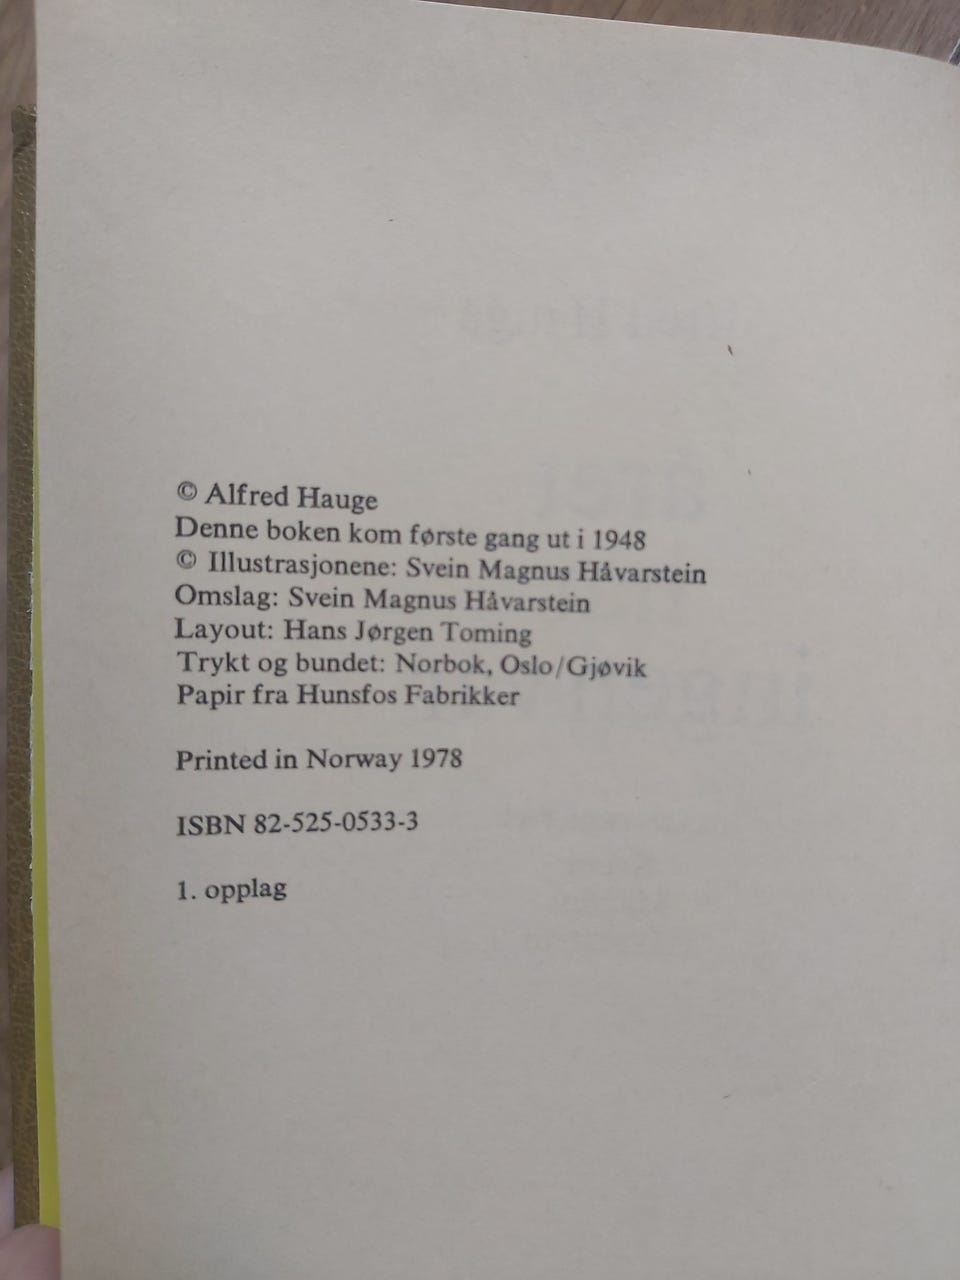 © Alfred Hauge
Denne boken kom første gang ut i 1948
© Illustrasjonene: Svein Magnus Håvarstein
Omslag: Svein Magnus Håvarstein
Layout: Hans Jørgen Toming
Trykt og bundet: Norbok, Oslo/Gjøvik
Papir fra Hunsfos Fabrikker
Printed in Norway 1978
ISBN 82-525-0533-3
1. opplag